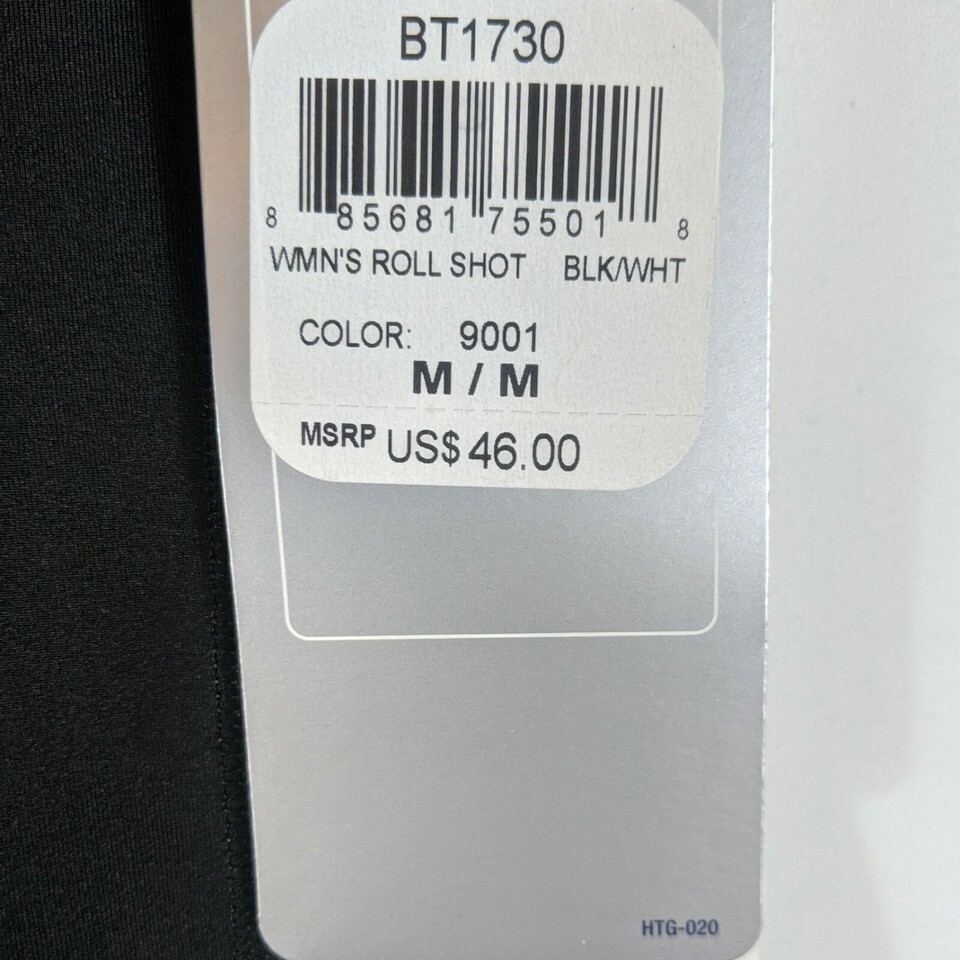 BT1730
8 85681 75501 8
WMN'S ROLL SHOT BLK/WHT
COLOR: 9001
M / M
MSRP US$ 46.00
HTG-020